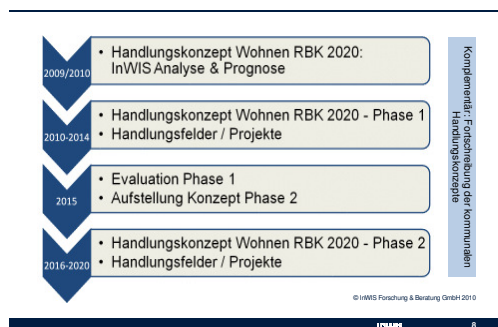 2009/2010
• Handlungskonzept Wohnen RBK 2020:
InWIS Analyse & Prognose
2010-2014
• Handlungskonzept Wohnen RBK 2020 - Phase 1
• Handlungsfelder / Projekte
2015
• Evaluation Phase 1
• Aufstellung Konzept Phase 2
2016-2020
• Handlungskonzept Wohnen RBK 2020 - Phase 2
• Handlungsfelder / Projekte
Komplementär: Fortschreibung der kommunalen
Handlungskonzepte
© InWIS Forschung & Beratung GmbH 2010
8